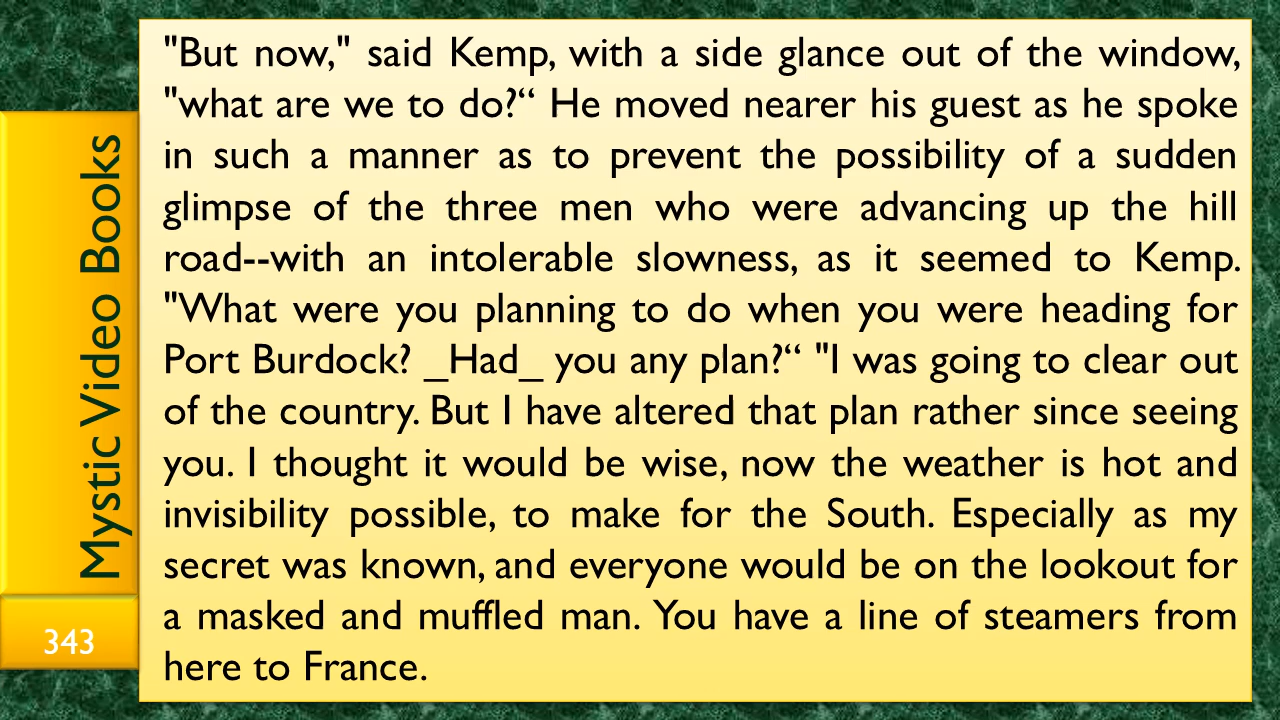 "But now," said Kemp, with a side glance out of the window,
"what are we to do?“ He moved nearer his guest as he spoke
in such a manner as to prevent the possibility of a sudden
glimpse of the three men who were advancing up the hill
road--with an intolerable slowness, as it seemed to Kemp.
"What were you planning to do when you were heading for
Port Burdock? _Had_ you any plan?“ "I was going to clear out
of the country. But I have altered that plan rather since seeing
you. I thought it would be wise, now the weather is hot and
invisibility possible, to make for the South. Especially as my
secret was known, and everyone would be on the lookout for
a masked and muffled man. You have a line of steamers from
here to France.
Mystic Video Books
343